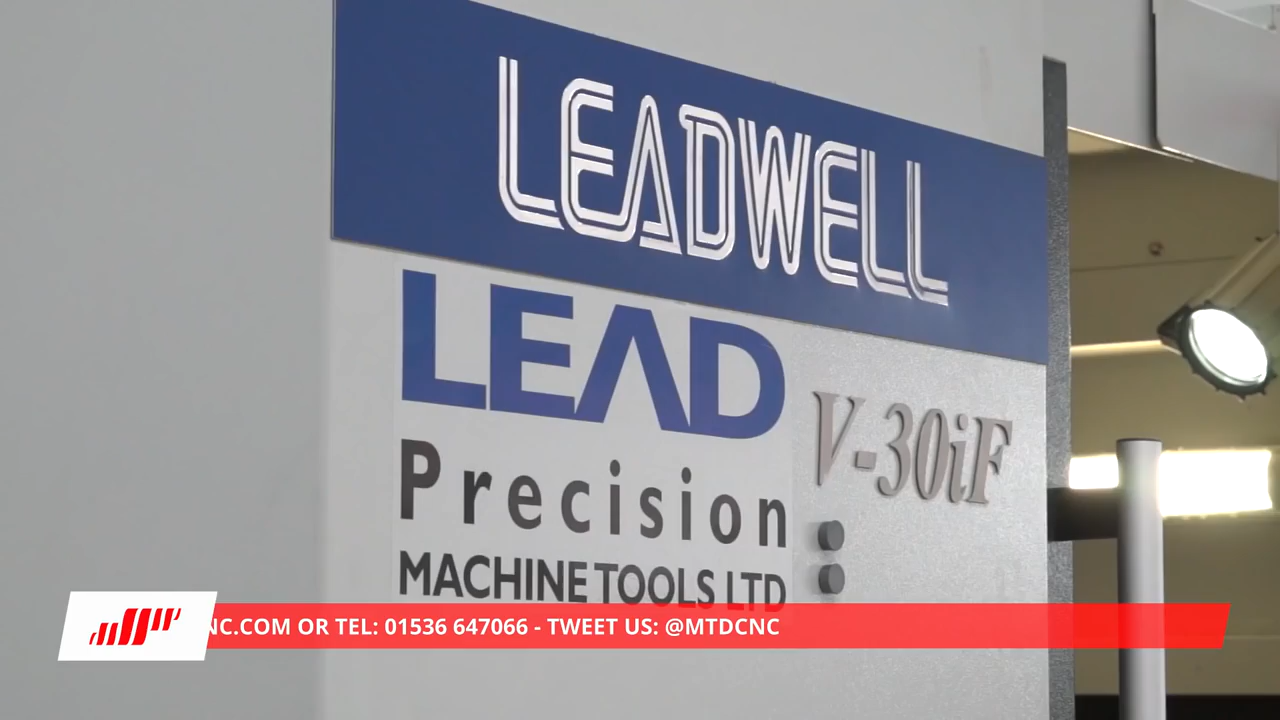 LEADWELL
LEAD
Precision
MACHINE TOOLS LTD
V-30iF
NC.COM OR TEL: 01536 647066 - TWEET US: @MTDCNC